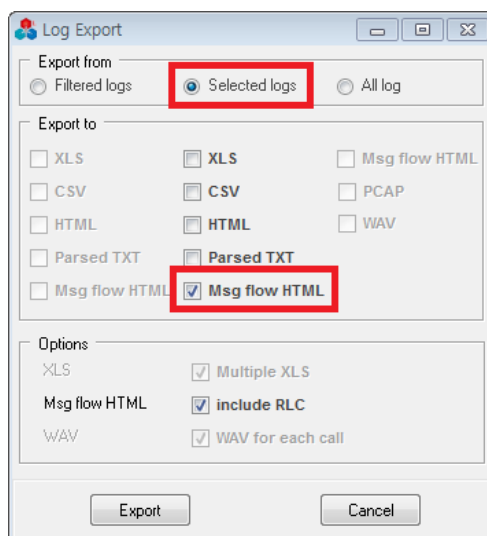 Log Export
Export from
Filtered logs Selected logs All log
Export to
XLS XLS Msg flow HTML
CSV CSV PCAP
HTML HTML WAV
Parsed TXT Parsed TXT
Msg flow HTML Msg flow HTML
Options
XLS Multiple XLS
Msg flow HTML include RLC
WAV WAV for each call
Export Cancel